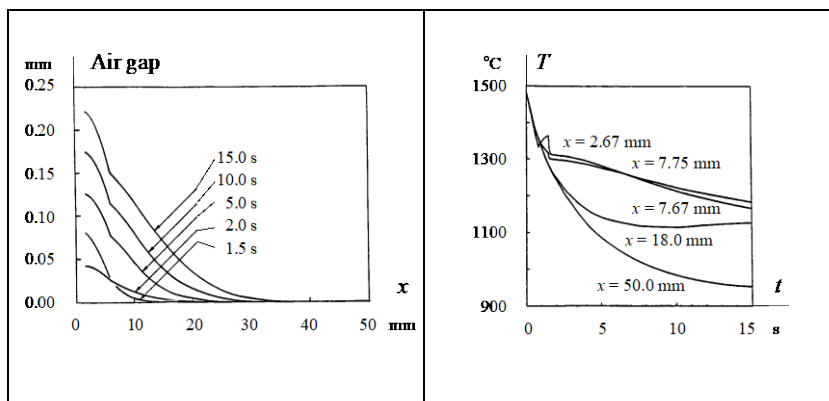 Air gap
mm
0.25
0.20
0.15
0.10
0.05
0.00
15.0 s
10.0 s
5.0 s
2.0 s
1.5 s
x
0
10
20
30
40
50
mm
°C
T
1500
1300
1100
900
x = 2.67 mm
x = 7.75 mm
x = 7.67 mm
x = 18.0 mm
x = 50.0 mm
t
0
5
10
15
s